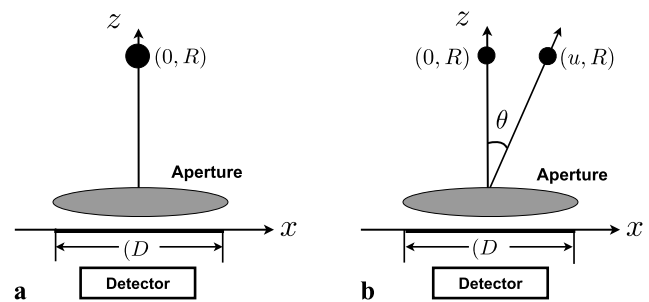 z
(0, R)
Aperture
x
(D
Detector
a
z
(0, R)
(u, R)
θ
Aperture
x
(D
Detector
b